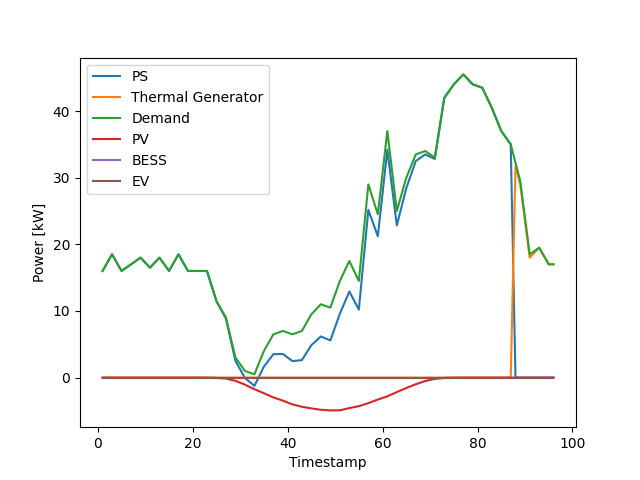 PS
Thermal Generator
Demand
PV
BESS
EV
Power [kW]
40
30
20
10
0
0 20 40 60 80 100
Timestamp